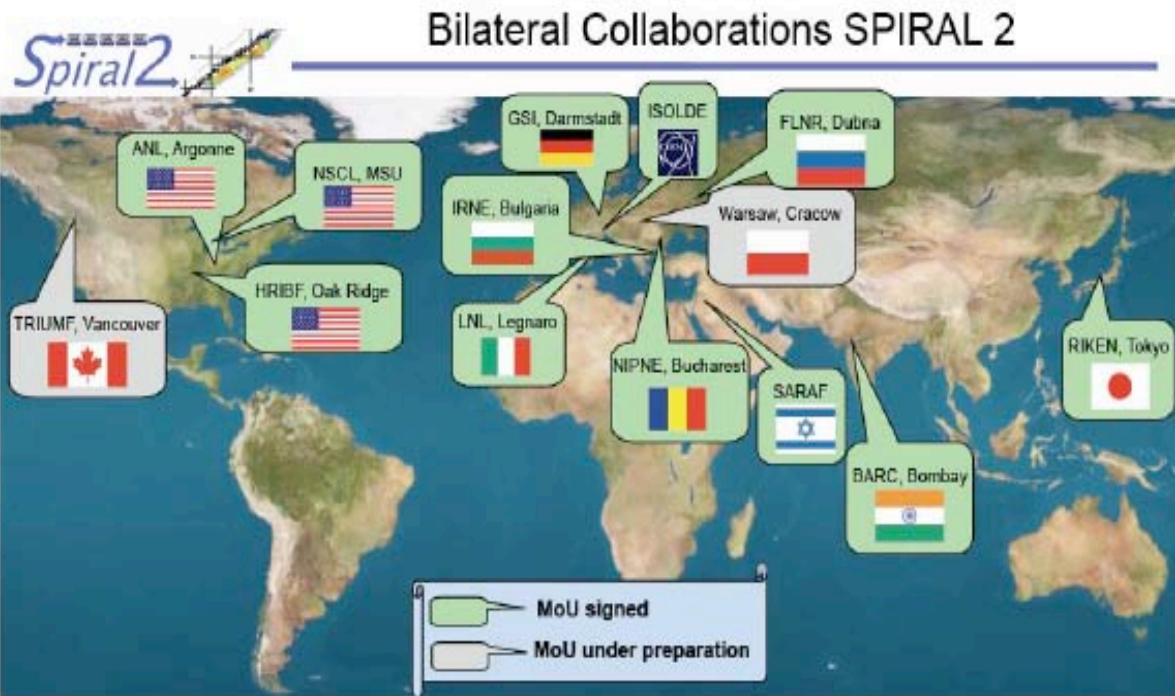 Spiral2
Bilateral Collaborations SPIRAL 2
GSI, Darmstadt
ISOLDE
FLNR, Dubna
ANL, Argonne
NSCL, MSU
IRNE, Bulgaria
Warsaw, Cracow
HRIBF, Oak Ridge
TRIUMF, Vancouver
LNL, Legnaro
NIPNE, Bucharest
SARAF
RIKEN, Tokyo
BARC, Bombay
MoU signed
MoU under preparation